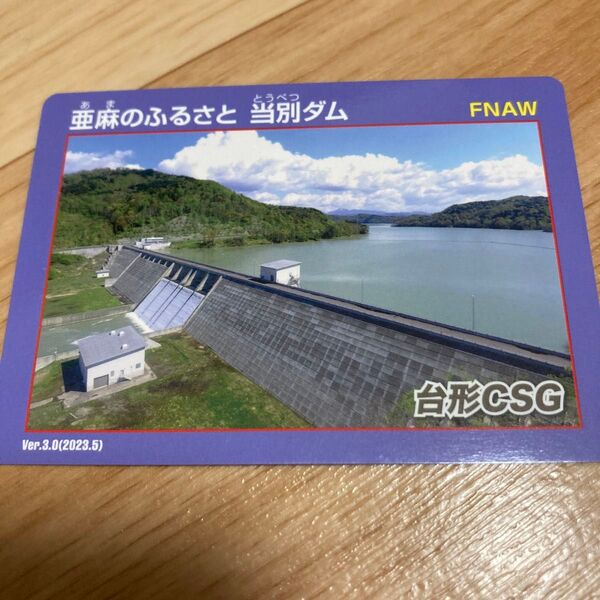 あま とうべつ
亜麻のふるさと 当別ダム
FNAW
台形CSG
Ver.3.0(2023.5)